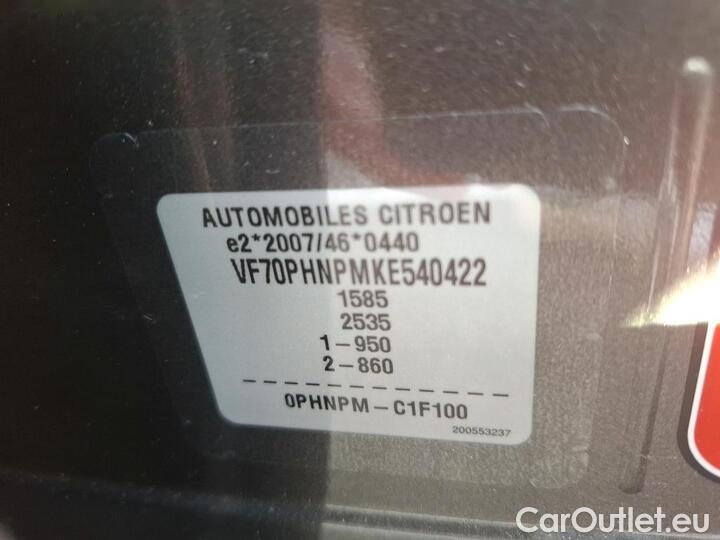 AUTOMOBILES CITROEN
e2*2007/46*0440
VF70PHNPMKE540422
1585
2535
1-950
2-860
0PHNPM-C1F100
200553237
CarOutlet.eu